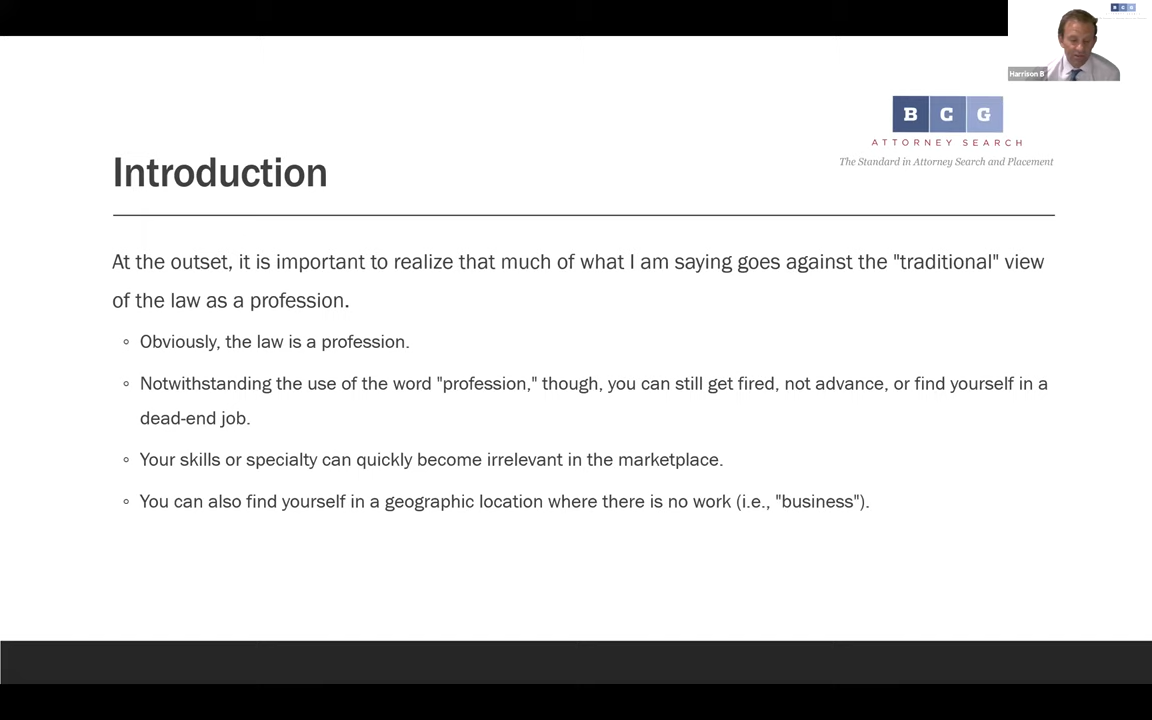 B C G
Harrison B
B C G
ATTORNEY SEARCH
The Standard in Attorney Search and Placement
Introduction
At the outset, it is important to realize that much of what I am saying goes against the "traditional" view
of the law as a profession.
◦ Obviously, the law is a profession.
◦ Notwithstanding the use of the word "profession," though, you can still get fired, not advance, or find yourself in a
dead-end job.
◦ Your skills or specialty can quickly become irrelevant in the marketplace.
◦ You can also find yourself in a geographic location where there is no work (i.e., "business").